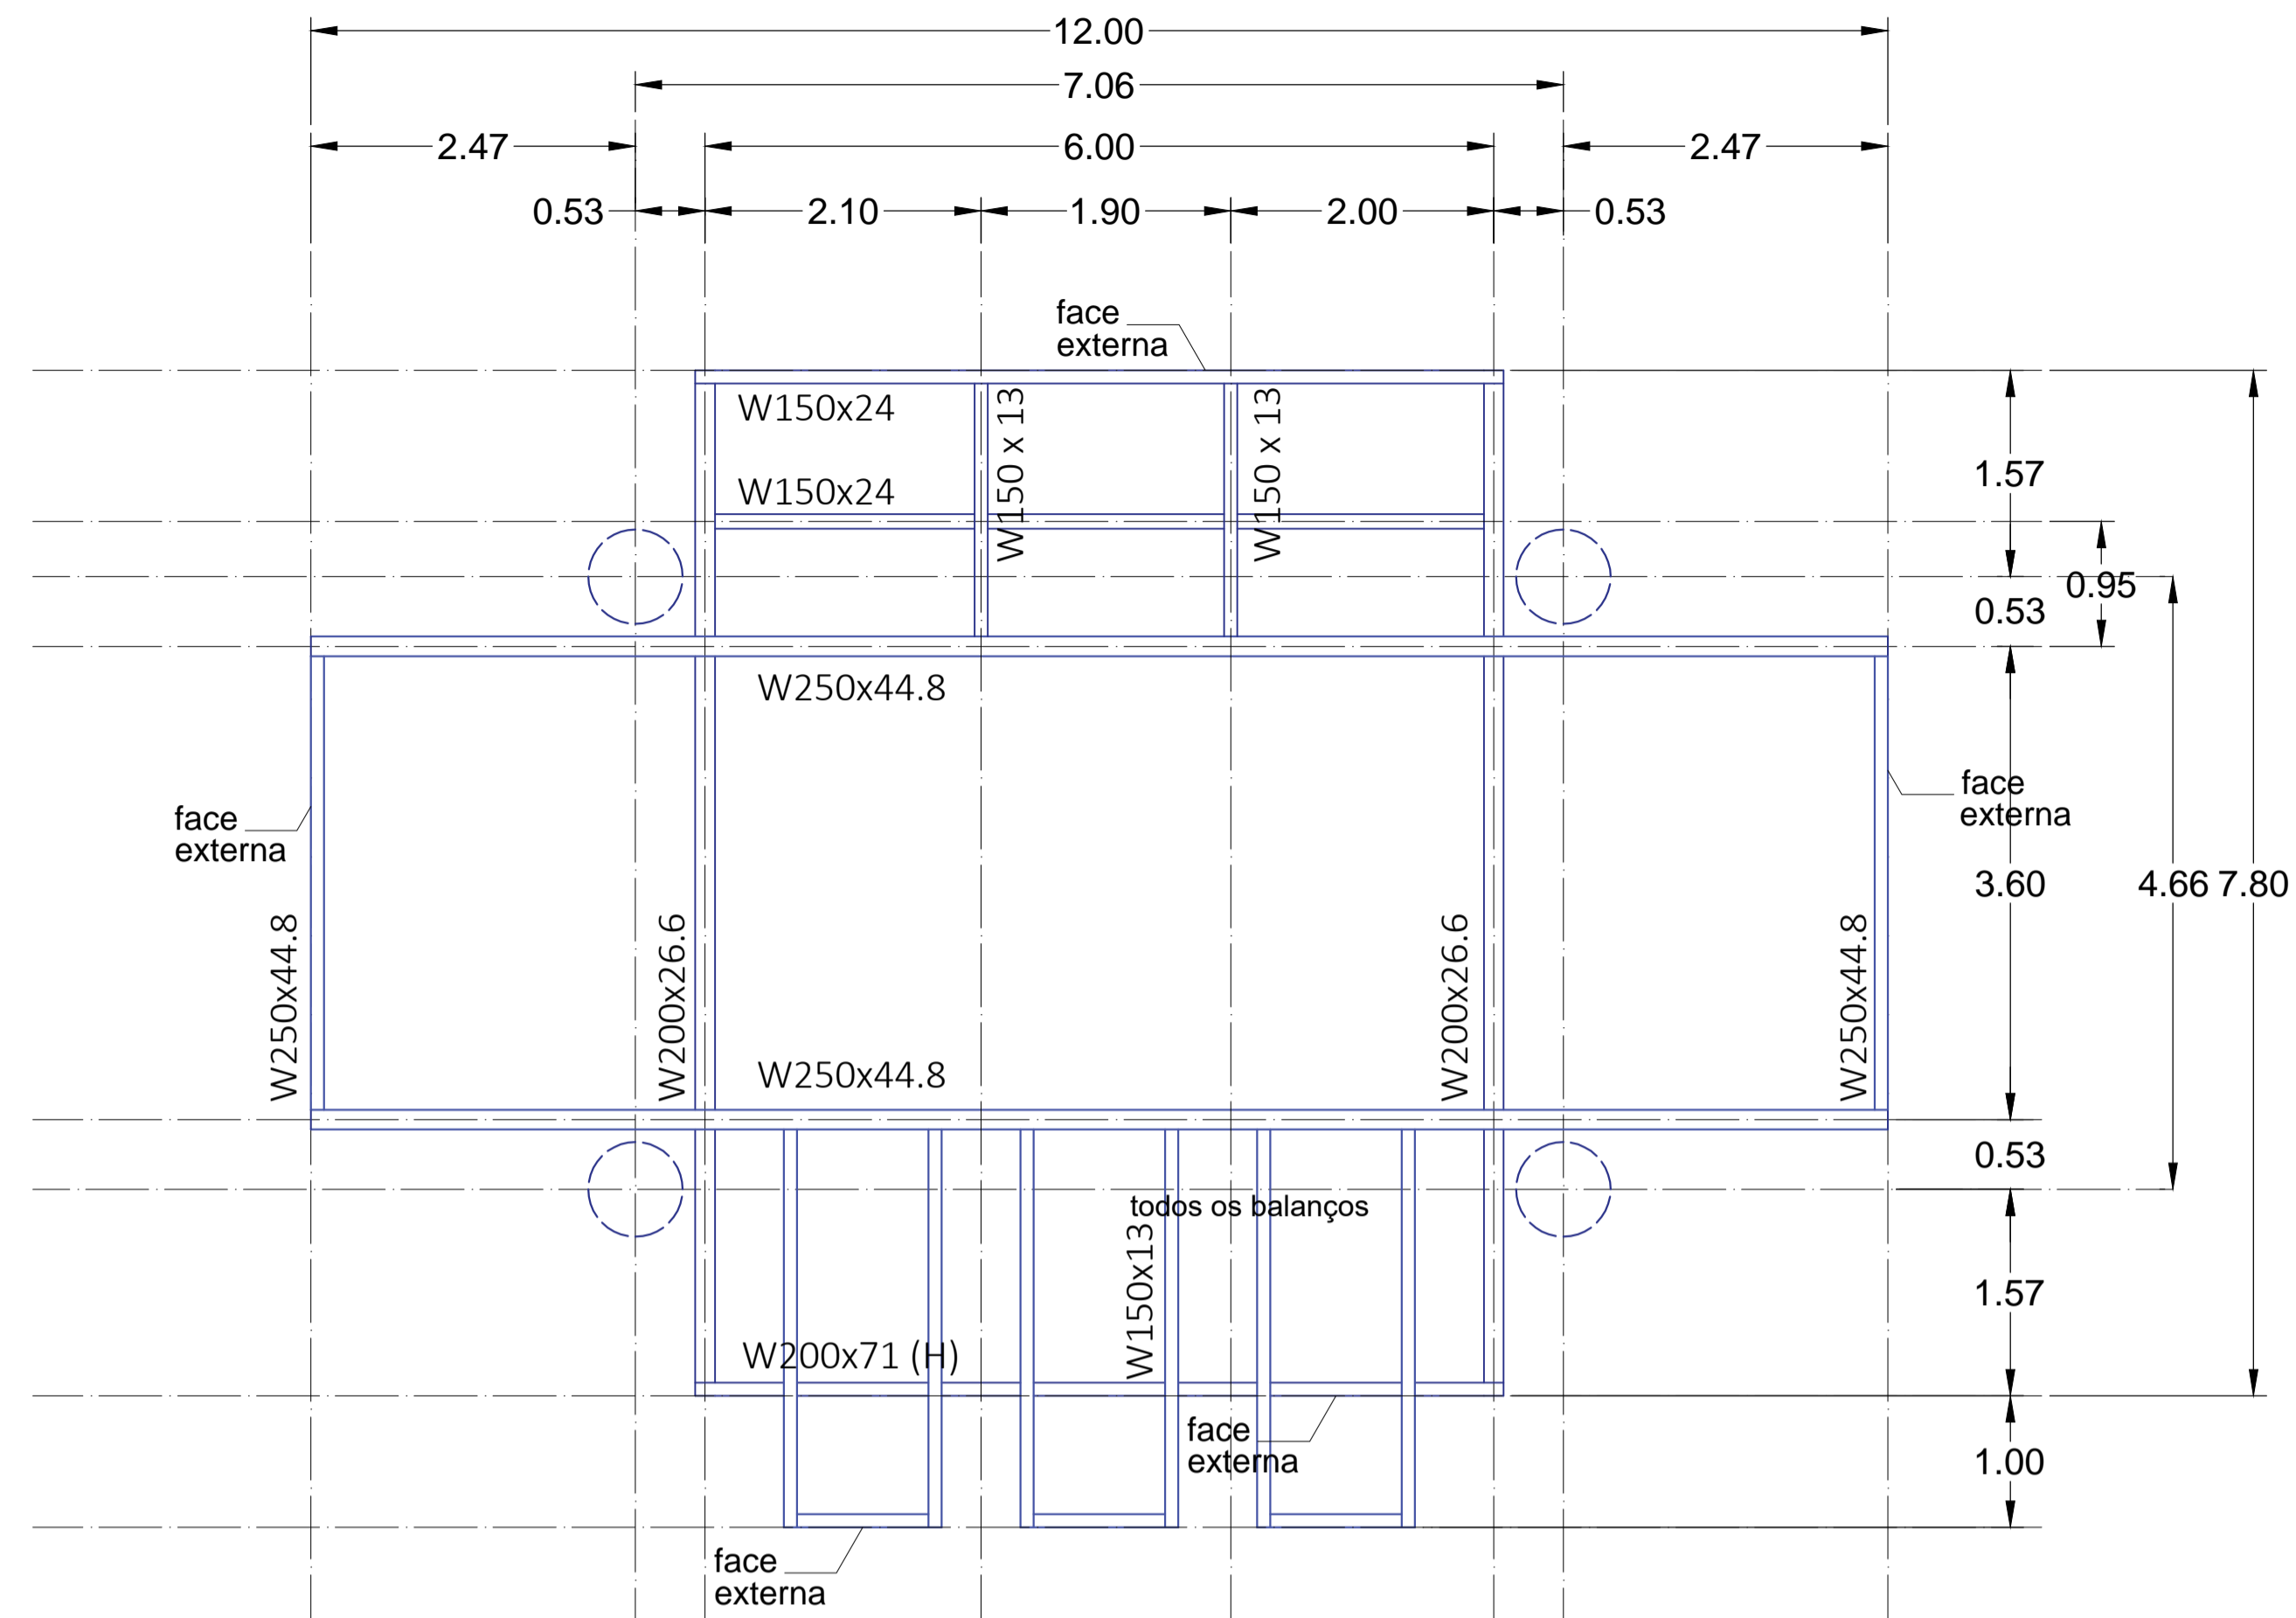 12.00
7.06
2.47
6.00
2.47
0.53
2.10
1.90
2.00
0.53
face
externa
W150x24
W150 x 13
W150 x 13
1.57
W150x24
0.95
0.53
W250x44.8
face
externa
face
externa
3.60
4.66
7.80
W250x44.8
W200x26.6
W200x26.6
W250x44.8
W250x44.8
0.53
todos os balanços
W150x13
1.57
W200x71 (H)
face
externa
1.00
face
externa